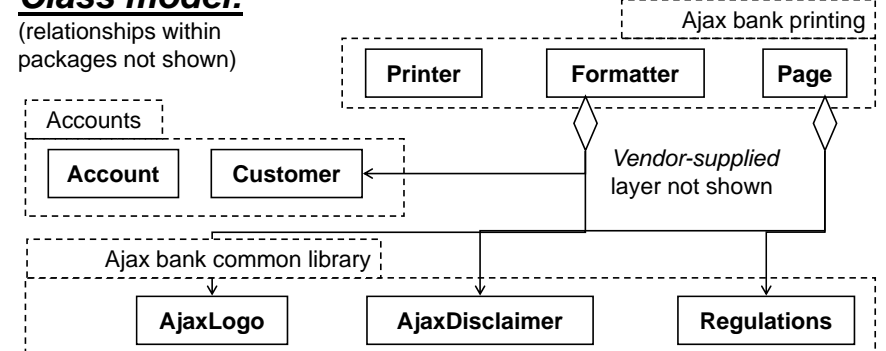 Class model:
(relationships within
packages not shown)
Ajax bank printing
Printer
Formatter
Page
Accounts
Account
Customer
Vendor-supplied
layer not shown
Ajax bank common library
AjaxLogo
AjaxDisclaimer
Regulations